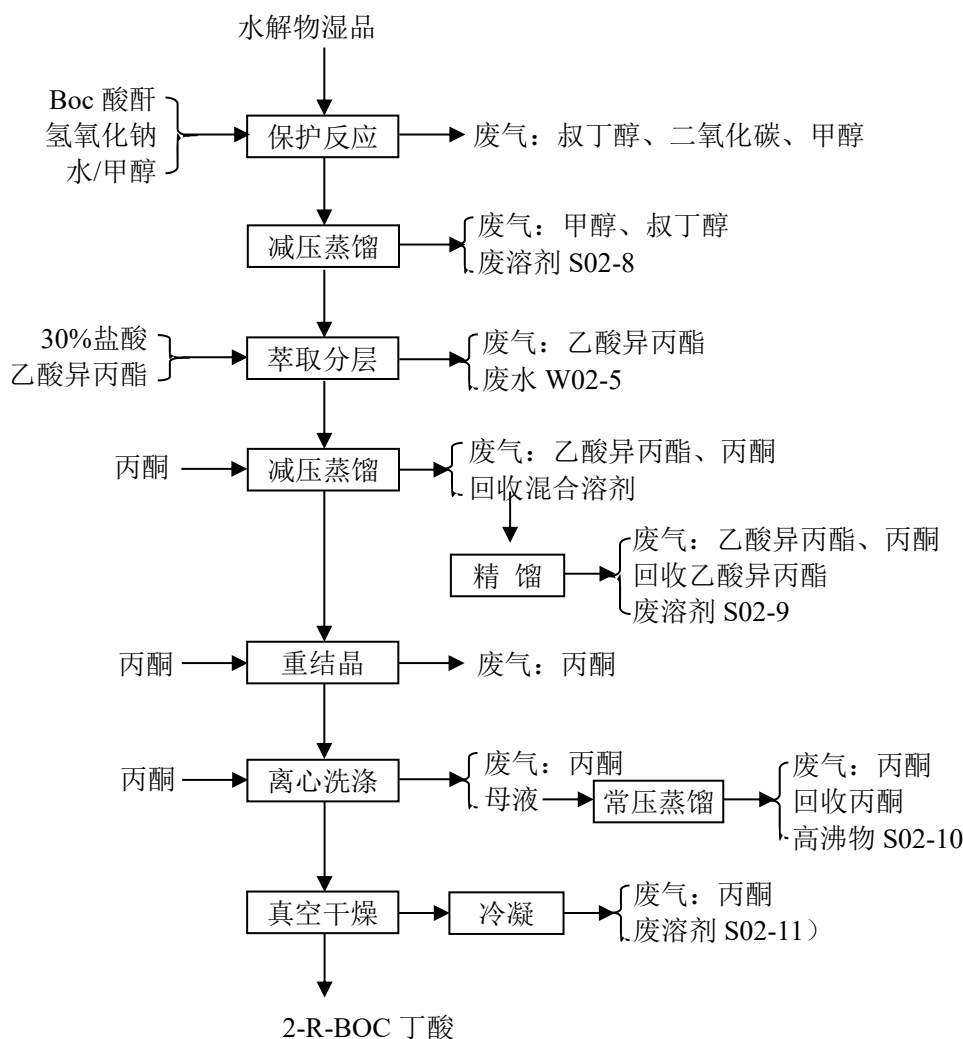 水解物湿品
Boc 酸酐
氢氧化钠
水/甲醇
保护反应
废气：叔丁醇、二氧化碳、甲醇
减压蒸馏
废气：甲醇、叔丁醇
废溶剂 S02-8
30%盐酸
乙酸异丙酯
萃取分层
废气：乙酸异丙酯
废水 W02-5
丙酮
减压蒸馏
废气：乙酸异丙酯、丙酮
回收混合溶剂
精 馏
废气：乙酸异丙酯、丙酮
回收乙酸异丙酯
废溶剂 S02-9
丙酮
重结晶
废气：丙酮
丙酮
离心洗涤
废气：丙酮
母液
常压蒸馏
废气：丙酮
回收丙酮
高沸物 S02-10
真空干燥
冷凝
废气：丙酮
废溶剂 S02-11）
2-R-BOC 丁酸